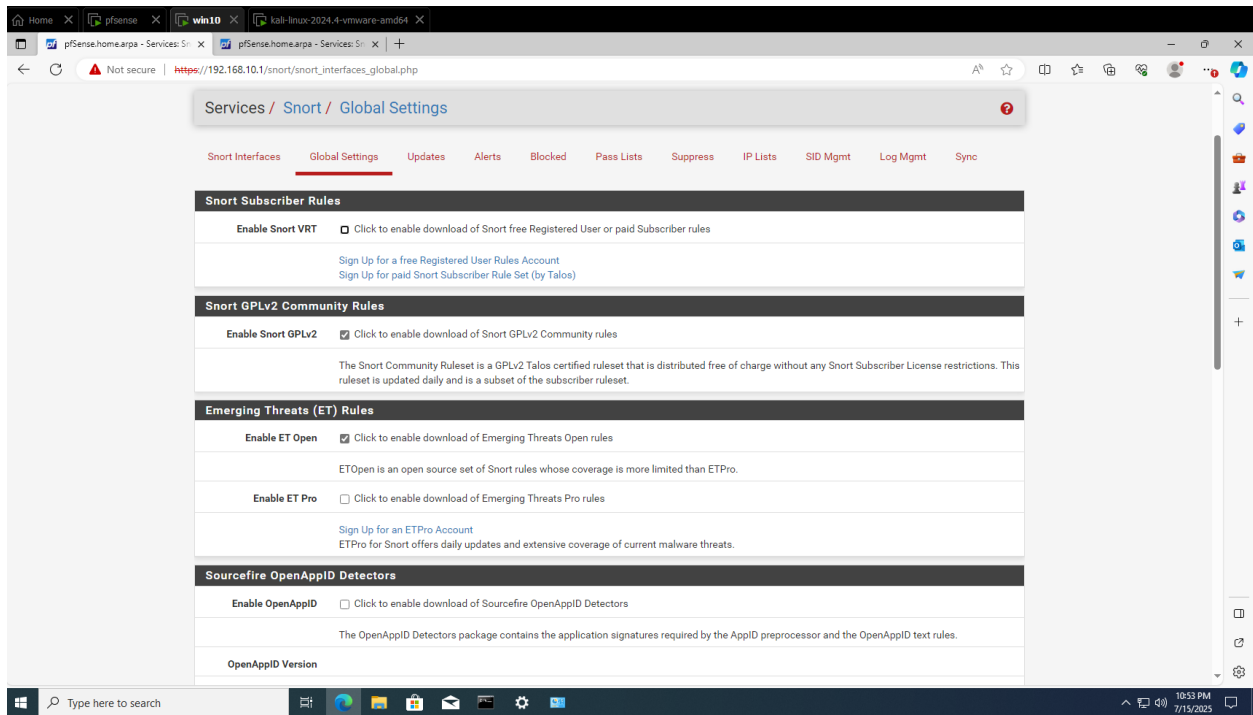 Home
pfsense
win10
kali-linux-2024.4-vmware-amd64
pfSense.home.arpa - Services: Sn
pfSense.home.arpa - Services: Sn
Not secure
https://192.168.10.1/snort/snort_interfaces_global.php
Services / Snort / Global Settings
Snort Interfaces
Global Settings
Updates
Alerts
Blocked
Pass Lists
Suppress
IP Lists
SID Mgmt
Log Mgmt
Sync
Snort Subscriber Rules
Enable Snort VRT
Click to enable download of Snort free Registered User or paid Subscriber rules
Sign Up for a free Registered User Rules Account
Sign Up for paid Snort Subscriber Rule Set (by Talos)
Snort GPLv2 Community Rules
Enable Snort GPLv2
Click to enable download of Snort GPLv2 Community rules
The Snort Community Ruleset is a GPLv2 Talos certified ruleset that is distributed free of charge without any Snort Subscriber License restrictions. This
ruleset is updated daily and is a subset of the subscriber ruleset.
Emerging Threats (ET) Rules
Enable ET Open
Click to enable download of Emerging Threats Open rules
ETOpen is an open source set of Snort rules whose coverage is more limited than ETPro.
Enable ET Pro
Click to enable download of Emerging Threats Pro rules
Sign Up for an ETPro Account
ETPro for Snort offers daily updates and extensive coverage of current malware threats.
Sourcefire OpenAppID Detectors
Enable OpenAppID
Click to enable download of Sourcefire OpenAppID Detectors
The OpenAppID Detectors package contains the application signatures required by the AppID preprocessor and the OpenAppID text rules.
OpenAppID Version
Type here to search
10:53 PM
7/15/2025